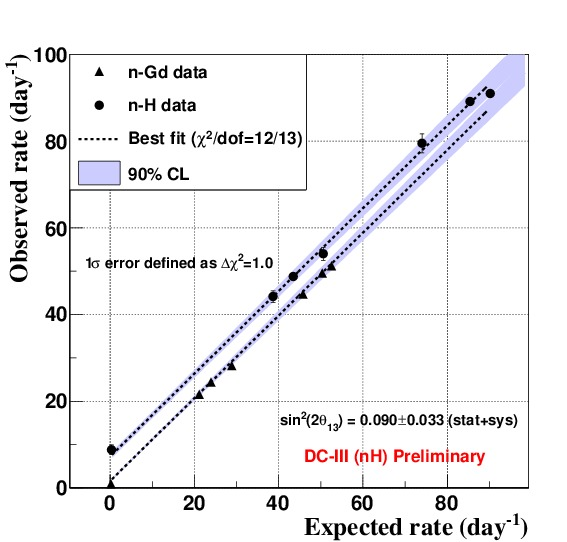 Observed rate (day⁻¹)
100
80
60
40
20
0
n-Gd data
n-H data
Best fit (χ²/dof=12/13)
90% CL
1σ error defined as Δχ²=1.0
sin²(2θ₁₃) = 0.090±0.033 (stat+sys)
DC-III (nH) Preliminary
0 20 40 60 80
Expected rate (day⁻¹)